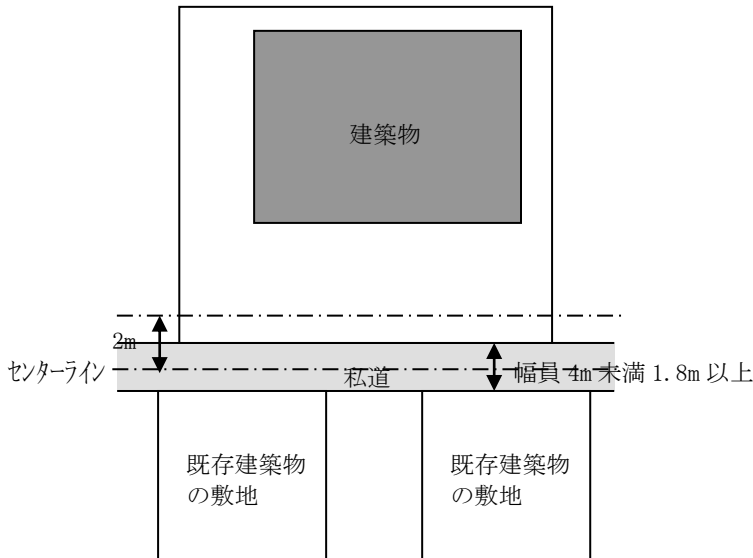 建築物
2m
センターライン
私道
幅員 4m 未満 1.8m 以上
既存建築物
の敷地
既存建築物
の敷地